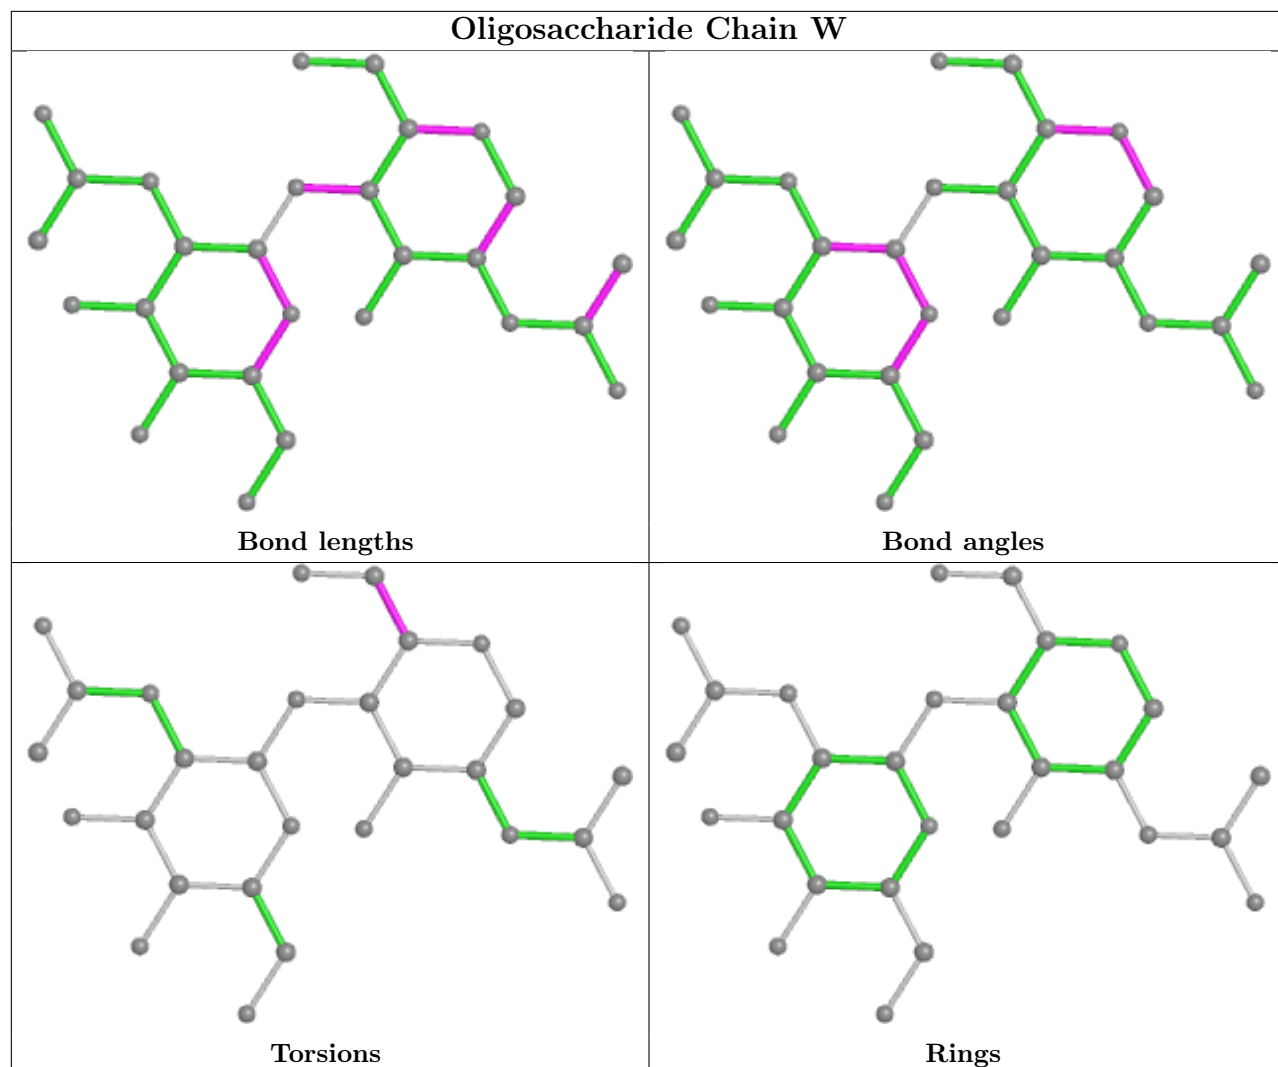 Oligosaccharide Chain W
Bond lengths
Bond angles
Torsions
Rings